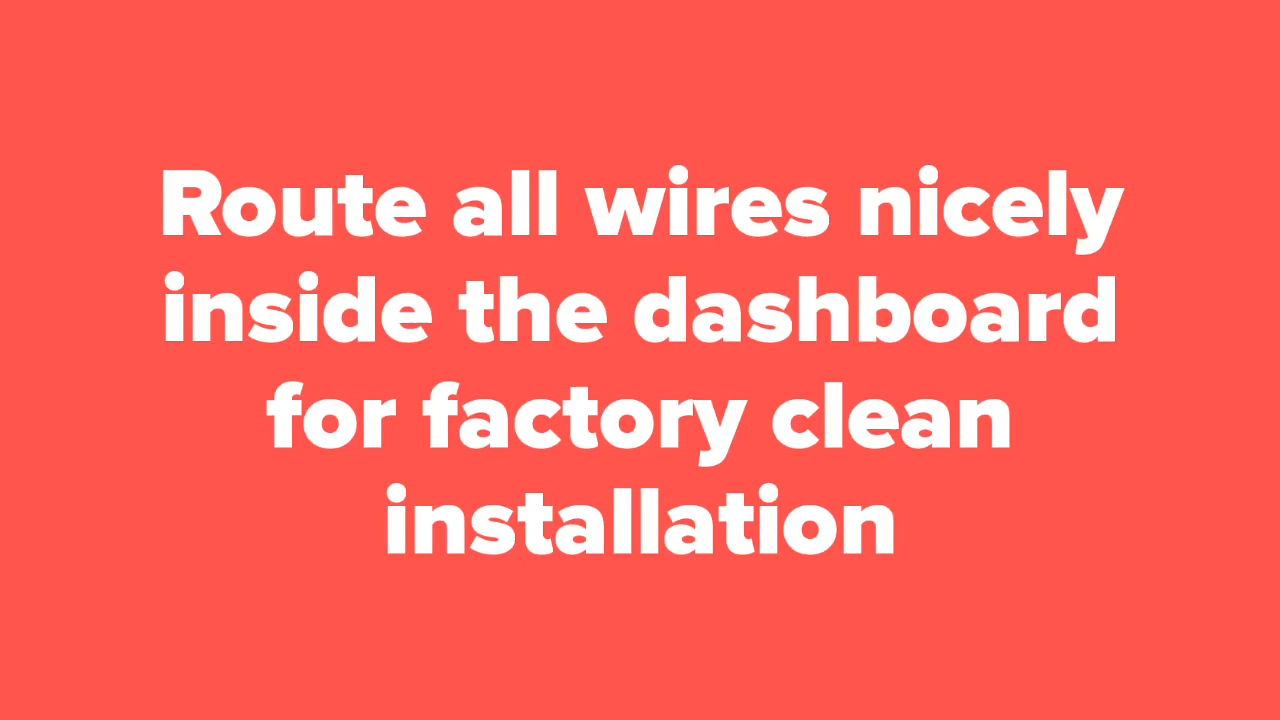 Route all wires nicely
inside the dashboard
for factory clean
installation